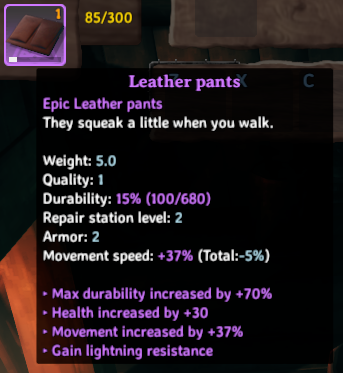 1
85/300
Leather pants
Z X C
Epic Leather pants
They squeak a little when you walk.
Weight: 5.0
Quality: 1
Durability: 15% (100/680)
Repair station level: 2
Armor: 2
Movement speed: +37% (Total:-5%)
‣ Max durability increased by +70%
‣ Health increased by +30
‣ Movement increased by +37%
‣ Gain lightning resistance